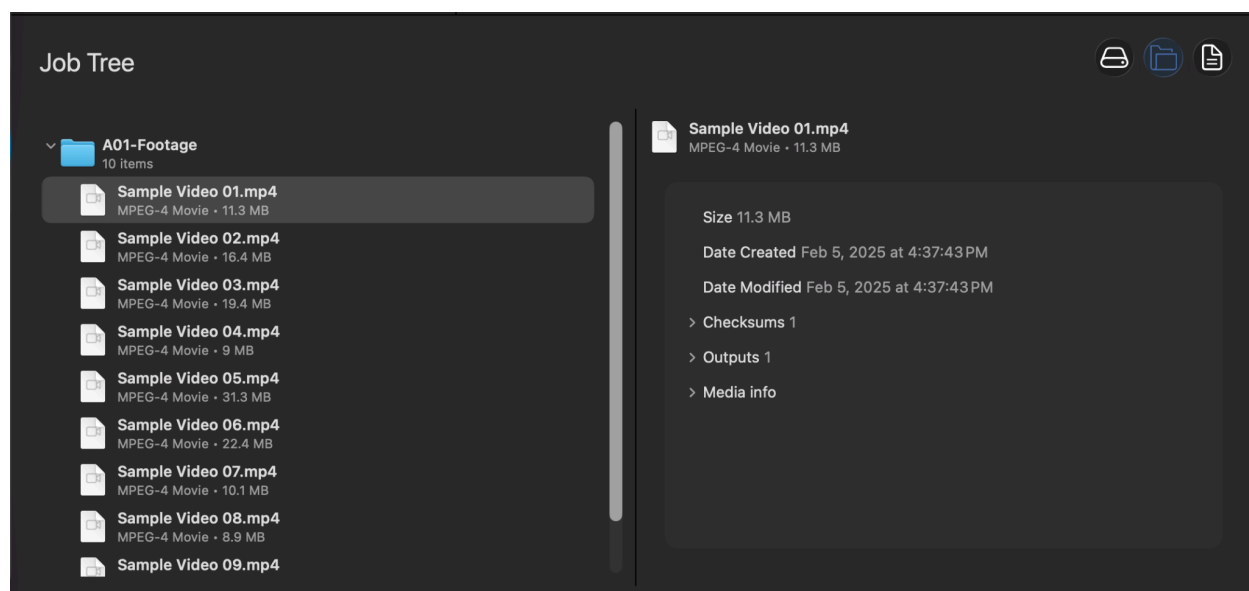 Job Tree
A01-Footage
10 items
Sample Video 01.mp4
MPEG-4 Movie • 11.3 MB
Sample Video 02.mp4
MPEG-4 Movie • 16.4 MB
Sample Video 03.mp4
MPEG-4 Movie • 19.4 MB
Sample Video 04.mp4
MPEG-4 Movie • 9 MB
Sample Video 05.mp4
MPEG-4 Movie • 31.3 MB
Sample Video 06.mp4
MPEG-4 Movie • 22.4 MB
Sample Video 07.mp4
MPEG-4 Movie • 10.1 MB
Sample Video 08.mp4
MPEG-4 Movie • 8.9 MB
Sample Video 09.mp4
Sample Video 01.mp4
MPEG-4 Movie • 11.3 MB
Size 11.3 MB
Date Created Feb 5, 2025 at 4:37:43 PM
Date Modified Feb 5, 2025 at 4:37:43 PM
Checksums 1
Outputs 1
Media info